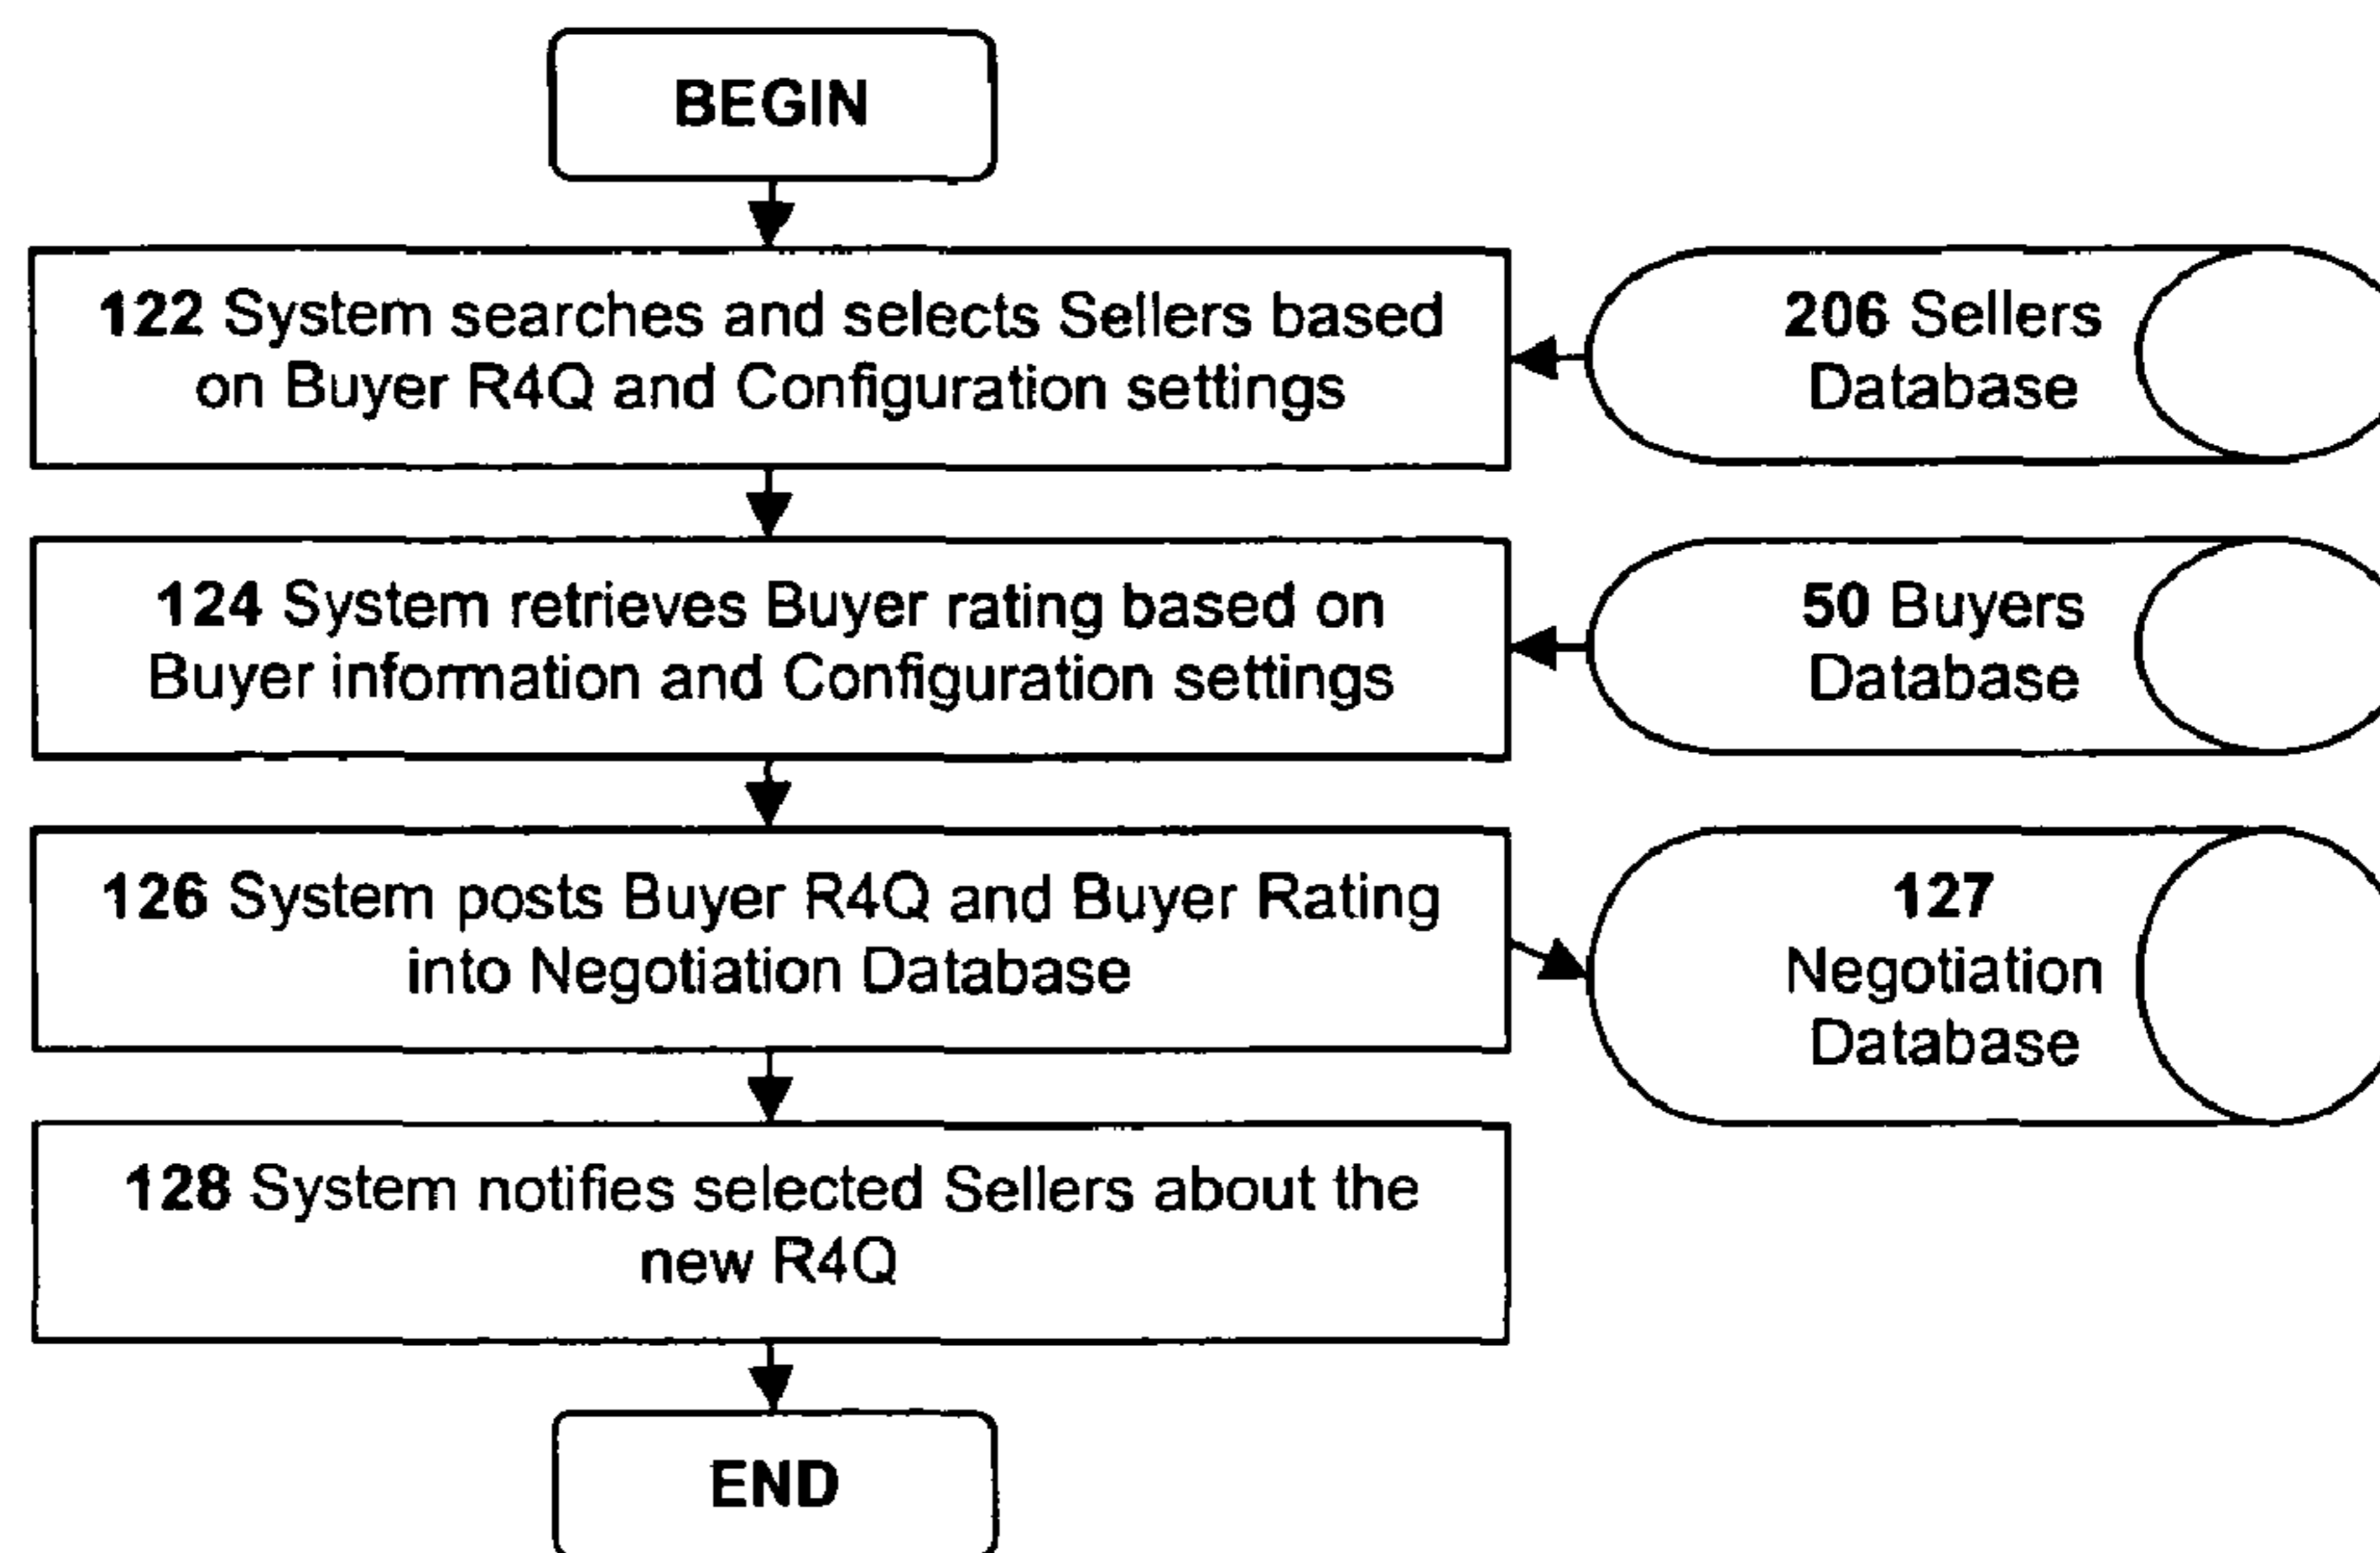 BEGIN
122 System searches and selects Sellers based
on Buyer R4Q and Configuration settings
206 Sellers
Database
124 System retrieves Buyer rating based on
Buyer information and Configuration settings
50 Buyers
Database
126 System posts Buyer R4Q and Buyer Rating
into Negotiation Database
127
Negotiation
Database
128 System notifies selected Sellers about the
new R4Q
END